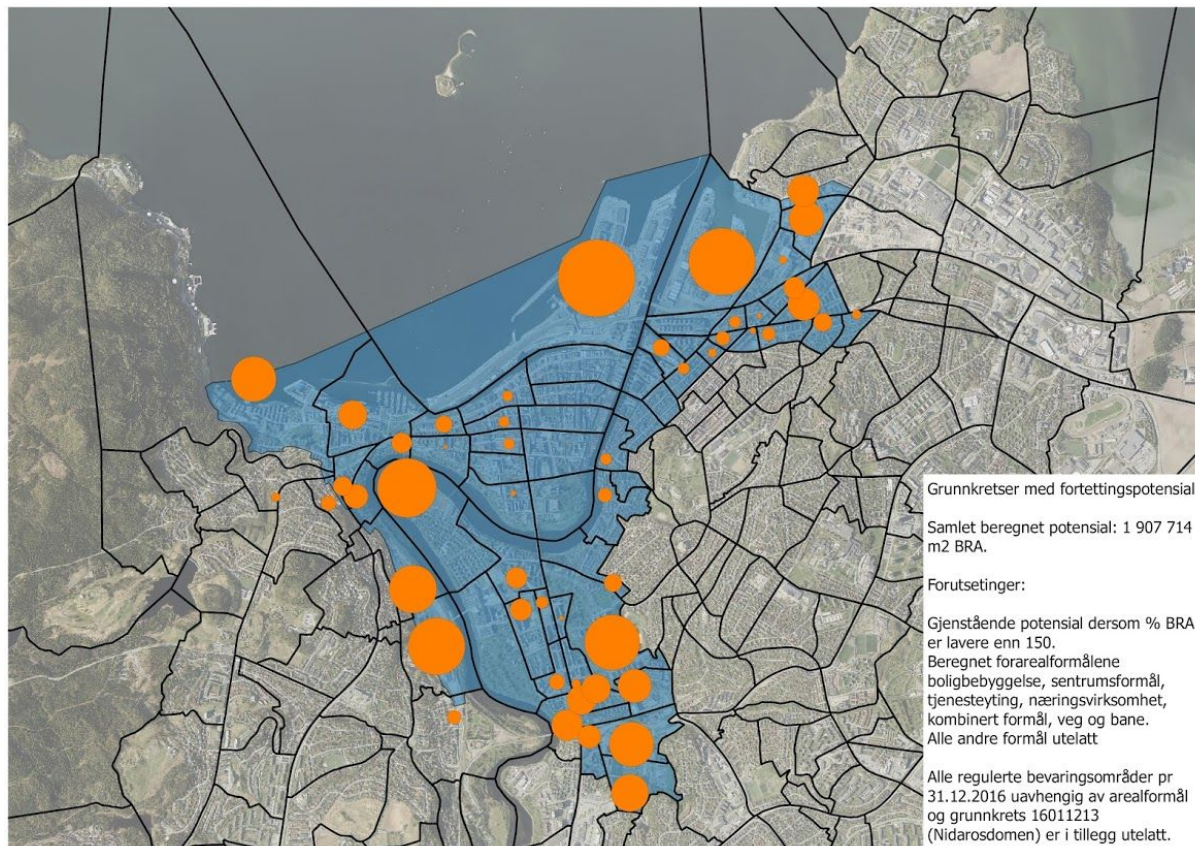 Grunnkretser med fortettingspotensial
Samlet beregnet potensial: 1 907 714
m2 BRA.
Forutsetinger:
Gjenstående potensial dersom % BRA
er lavere enn 150.
Beregnet forarealformålene
boligbebyggelse, sentrumsformål,
tjenesteyting, næringsvirksomhet,
kombinert formål, veg og bane.
Alle andre formål utelatt
Alle regulerte bevaringsområder pr
31.12.2016 uavhengig av arealformål
og grunnkrets 16011213
(Nidarosdomen) er i tillegg utelatt.